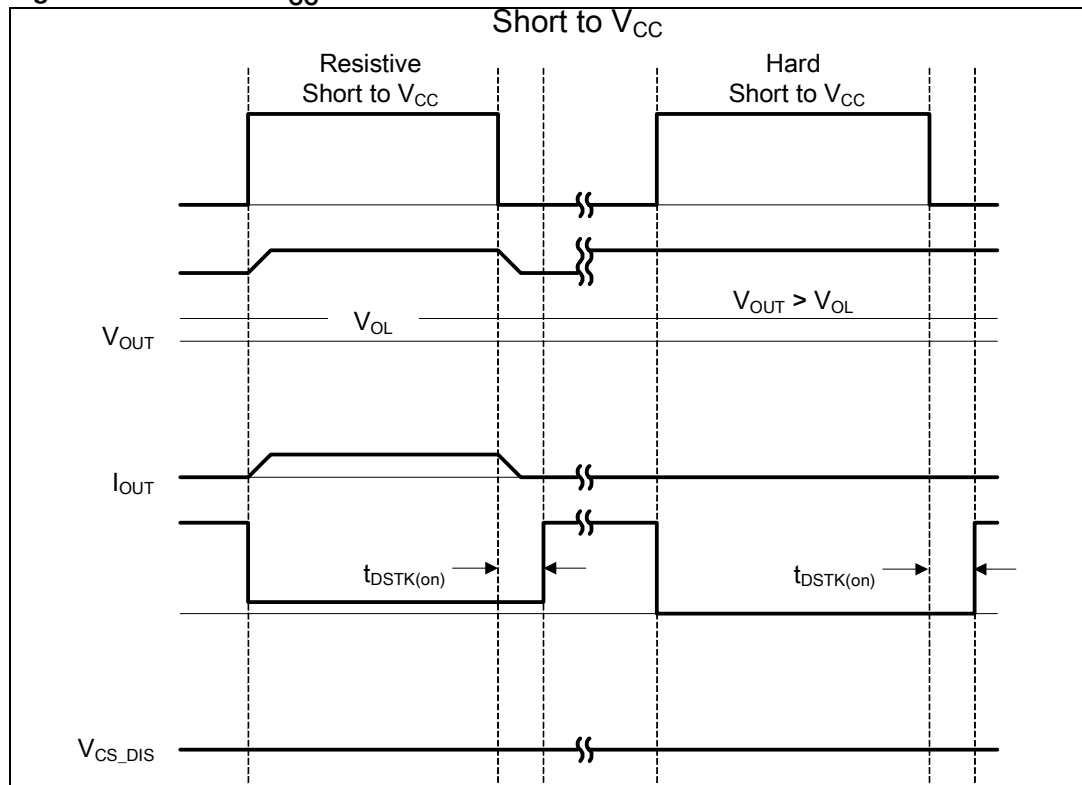 Short to VCC
Resistive
Short to VCC
Hard
Short to VCC
VOUT > VOL
VOL
VOUT
IOUT
tDSTK(on)
tDSTK(on)
VCS_DIS